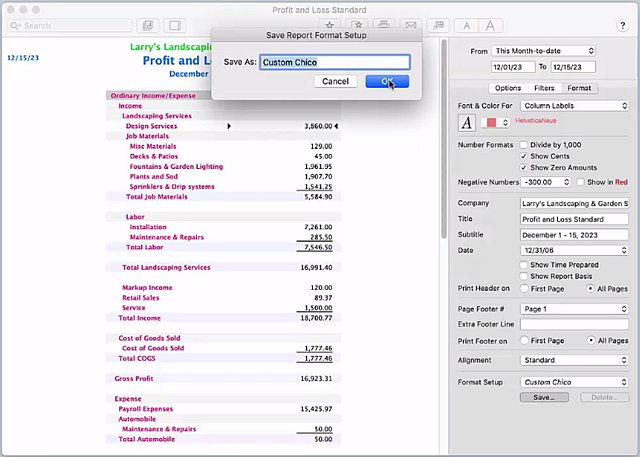 Profit and Loss Standard
Search
A A
12/15/23
Larry's Landscaping
Profit and Lo
December
Save Report Format Setup
Save As: Custom Chico
Cancel OK
Ordinary Income/Expense
Income
Landscaping Services
Design Services 3,860.00
Job Materials
Misc Materials 129.00
Decks & Patios 45.00
Fountains & Garden Lighting 1,961.95
Plants and Sod 1,907.70
Sprinklers & Drip systems 1,541.25
Total Job Materials 5,584.90
Labor
Installation 7,261.00
Maintenance & Repairs 285.50
Total Labor 7,546.50
Total Landscaping Services 16,991.40
Markup Income 120.00
Retail Sales 89.37
Service 1,500.00
Total Income 18,700.77
Cost of Goods Sold
Cost of Goods Sold 1,777.46
Total COGS 1,777.46
Gross Profit 16,923.31
Expense
Payroll Expenses 15,425.97
Automobile
Maintenance & Repairs 50.00
Total Automobile 50.00
From This Month-to-date
12/01/23 To 12/15/23
Options Filters Format
Font & Color For Column Labels
A HelveticaNeue
Number Formats Divide by 1,000
Show Cents
Show Zero Amounts
Negative Numbers -300.00 Show in Red
Company Larry's Landscaping & Garden S
Title Profit and Loss Standard
Subtitle December 1 - 15, 2023
Date 12/31/06
Show Time Prepared
Show Report Basis
Print Header on First Page All Pages
Page Footer # Page 1
Extra Footer Line
Print Footer on First Page All Pages
Alignment Standard
Format Setup Custom Chico
Save... Delete...